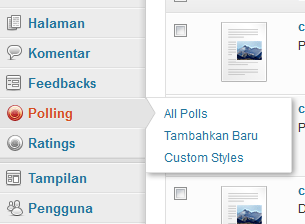 Halaman
Komentar
Feedbacks
Polling
All Polls
Tambahkan Baru
Custom Styles
Ratings
Tampilan
Pengguna